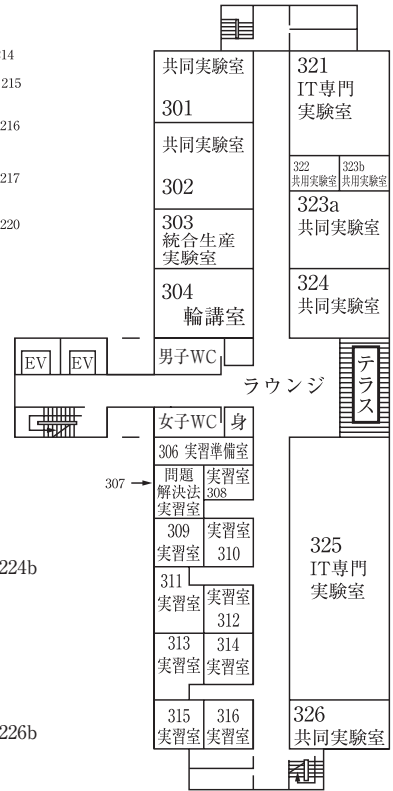 214
215
216
217
220
共同実験室
301
共同実験室
302
303
統合生産
実験室
304
輪講室
321
IT専門
実験室
322
共用実験室
323b
共用実験室
323a
共同実験室
324
共同実験室
EV
EV
男子WC
ラウンジ
テラス
女子WC
身
306 実習準備室
307
問題
解決法
実習室
実習室
308
309
実習室
実習室
310
311
実習室
実習室
312
313
実習室
314
実習室
315
実習室
316
実習室
325
IT専門
実験室
326
共同実験室
224b
226b